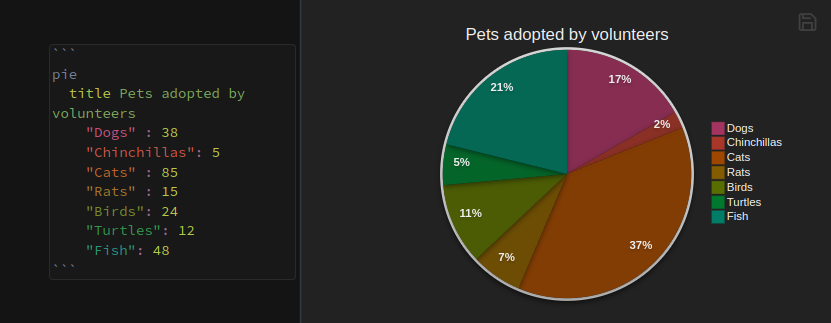 ```
pie
title Pets adopted by
volunteers
"Dogs" : 38
"Chinchillas": 5
"Cats" : 85
"Rats" : 15
"Birds": 24
"Turtles": 12
"Fish": 48
```
Pets adopted by volunteers
17%
2%
37%
7%
11%
5%
21%
Dogs
Chinchillas
Cats
Rats
Birds
Turtles
Fish